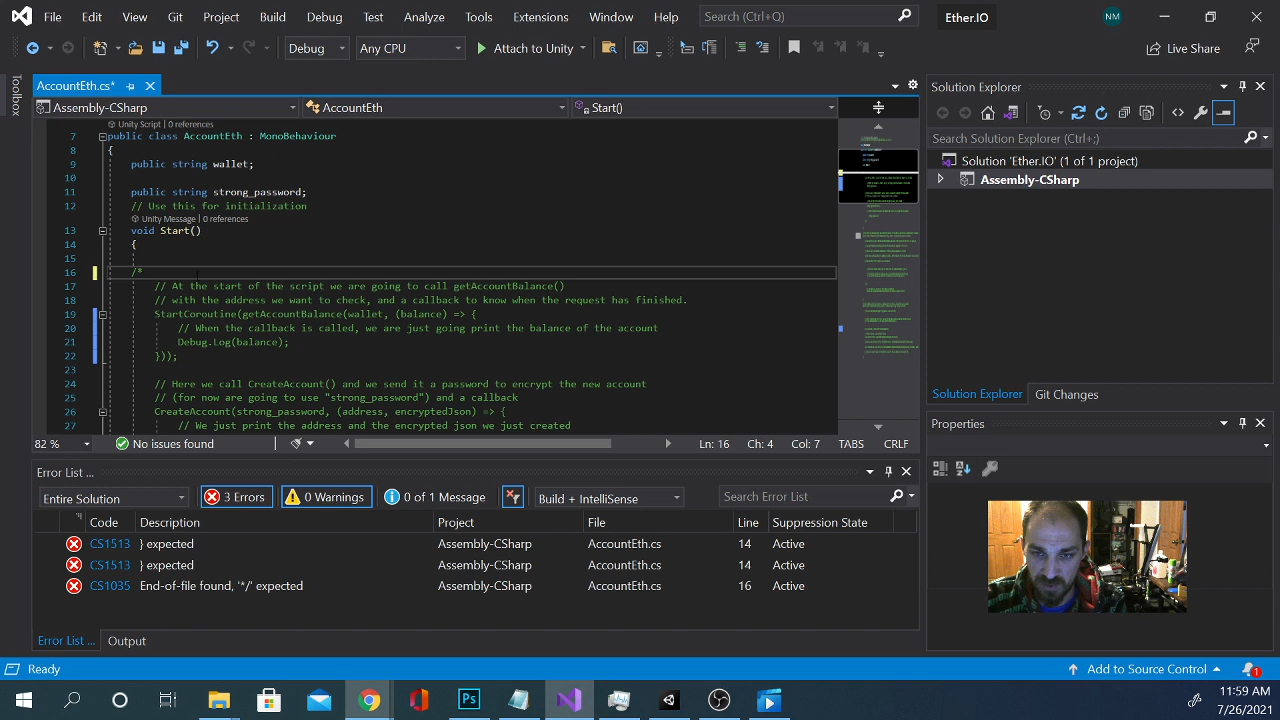 File Edit View Git Project Build Debug Test Analyze Tools Extensions Window Help Search (Ctrl+Q) Ether.IO NM
Debug Any CPU Attach to Unity Live Share
Toolbox
AccountEth.cs*
Assembly-CSharp AccountEth Start()
Unity Script | 0 references
7 public class AccountEth : MonoBehaviour
8 {
9 public string wallet;
10
11 public string strong_password;
12 // Use this for initialization
Unity Message | 0 references
13 void Start()
14 {
15
16 /*
17 At the start of the script we are going to call getAccountBalance()
18 with the address we want to check, and a callback to know when the request has finished.
19 StartCoroutine(getAccountBalance(wallet, (balance) => {
20 When the callback is called, we are just going print the balance of the account
21 Debug.Log(balance);
22 }));
23
24 Here we call CreateAccount() and we send it a password to encrypt the new account
25 // (for now are going to use "strong_password") and a callback
26 CreateAccount(strong_password, (address, encryptedJson) => {
27 // We just print the address and the encrypted json we just created
82 % No issues found Ln: 16 Ch: 4 Col: 7 TABS CRLF
Error List ...
Entire Solution 3 Errors 0 Warnings 0 of 1 Message Build + IntelliSense Search Error List
Code Description Project File Line Suppression State
CS1513 } expected Assembly-CSharp AccountEth.cs 14 Active
CS1513 } expected Assembly-CSharp AccountEth.cs 14 Active
CS1035 End-of-file found, '*/' expected Assembly-CSharp AccountEth.cs 16 Active
Error List ... Output
Solution Explorer
Search Solution Explorer (Ctrl+;)
Solution 'Ether.IO' (1 of 1 project)
Assembly-CSharp
Solution Explorer Git Changes
Properties
Ready Add to Source Control 1
Ps
11:59 AM
7/26/2021